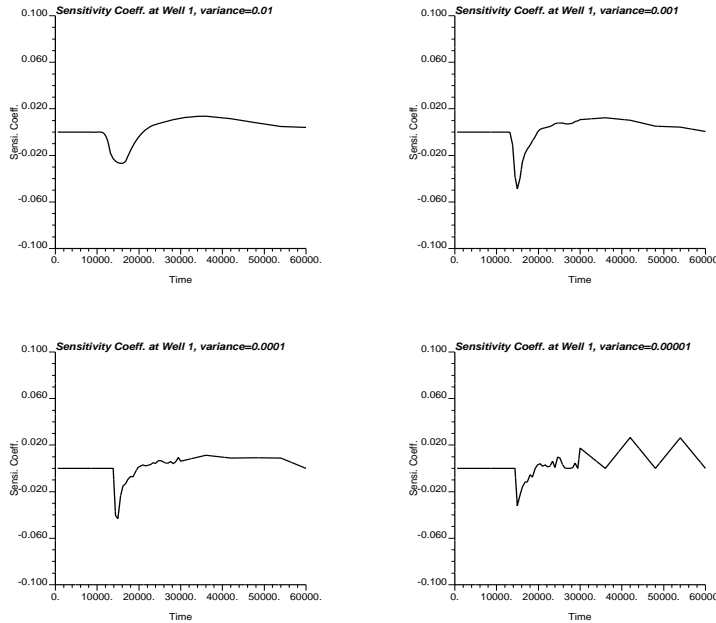 Sensitivity Coeff. at Well 1, variance=0.01
0.100
0.060
0.020
-0.020
-0.060
-0.100
Sensi. Coeff.
0. 10000. 20000. 30000. 40000. 50000. 60000.
Time
Sensitivity Coeff. at Well 1, variance=0.001
0.100
0.060
0.020
-0.020
-0.060
-0.100
Sensi. Coeff.
0. 10000. 20000. 30000. 40000. 50000. 60000.
Time
Sensitivity Coeff. at Well 1, variance=0.0001
0.100
0.060
0.020
-0.020
-0.060
-0.100
Sensi. Coeff.
0. 10000. 20000. 30000. 40000. 50000. 60000.
Time
Sensitivity Coeff. at Well 1, variance=0.00001
0.100
0.060
0.020
-0.020
-0.060
-0.100
Sensi. Coeff.
0. 10000. 20000. 30000. 40000. 50000. 60000.
Time